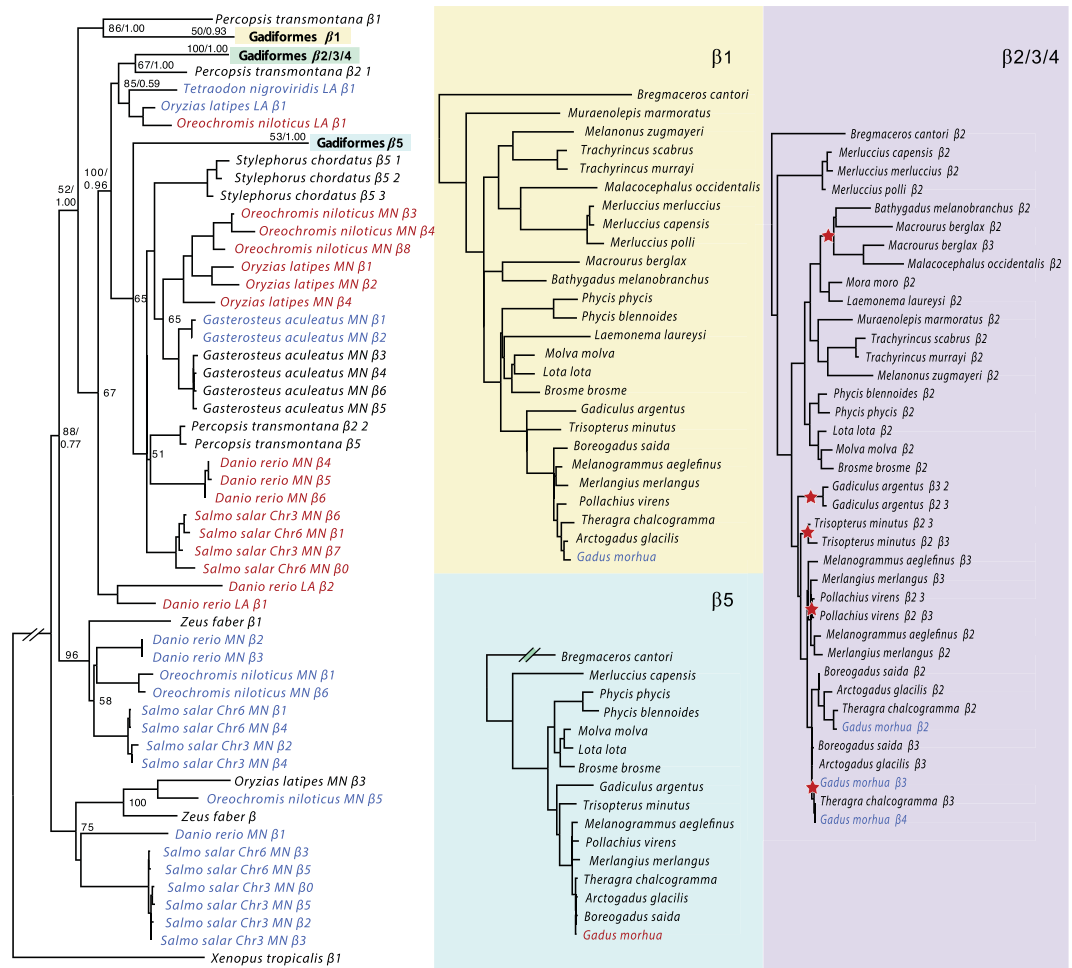 Percopsis transmontana β1
86/1.00
50/0.93
Gadiformes β1
100/1.00
Gadiformes β2/3/4
67/1.00
Percopsis transmontana β2 1
85/0.59
Tetraodon nigroviridis LA β1
Oryzias latipes LA β1
Oreochromis niloticus LA β1
53/1.00
Gadiformes β5
Stylephorus chordatus β5 1
100/
0.96
Stylephorus chordatus β5 2
52/
1.00
Stylephorus chordatus β5 3
Oreochromis niloticus MN β3
Oreochromis niloticus MN β4
Oreochromis niloticus MN β8
Oryzias latipes MN β1
Oryzias latipes MN β2
65
Oryzias latipes MN β4
65
Gasterosteus aculeatus MN β1
Gasterosteus aculeatus MN β2
Gasterosteus aculeatus MN β3
Gasterosteus aculeatus MN β4
67
Gasterosteus aculeatus MN β6
Gasterosteus aculeatus MN β5
88/
0.77
Percopsis transmontana β2 2
Percopsis transmontana β5
51
Danio rerio MN β4
Danio rerio MN β5
Danio rerio MN β6
Salmo salar Chr3 MN β6
Salmo salar Chr6 MN β1
Salmo salar Chr3 MN β7
Salmo salar Chr6 MN β0
Danio rerio LA β2
Danio rerio LA β1
Zeus faber β1
Danio rerio MN β2
96
Danio rerio MN β3
Oreochromis niloticus MN β1
Oreochromis niloticus MN β6
58
Salmo salar Chr6 MN β1
Salmo salar Chr6 MN β4
Salmo salar Chr3 MN β2
Salmo salar Chr3 MN β4
Oryzias latipes MN β3
100
Oreochromis niloticus MN β5
Zeus faber β
75
Danio rerio MN β1
Salmo salar Chr6 MN β3
Salmo salar Chr6 MN β5
Salmo salar Chr3 MN β0
Salmo salar Chr3 MN β5
Salmo salar Chr3 MN β2
Salmo salar Chr3 MN β3
Xenopus tropicalis β1
β1
Bregmaceros cantori
Muraenolepis marmoratus
Melanonus zugmayeri
Trachyrincus scabrus
Trachyrincus murrayi
Malacocephalus occidentalis
Merluccius merluccius
Merluccius capensis
Merluccius polli
Macrourus berglax
Bathygadus melanobranchus
Phycis phycis
Phycis blennoides
Laemonema laureysi
Molva molva
Lota lota
Brosme brosme
Gadiculus argentus
Trisopterus minutus
Boreogadus saida
Melanogrammus aeglefinus
Merlangius merlangus
Pollachius virens
Theragra chalcogramma
Arctogadus glacilis
Gadus morhua
β5
Bregmaceros cantori
Merluccius capensis
Phycis phycis
Phycis blennoides
Molva molva
Lota lota
Brosme brosme
Gadiculus argentus
Trisopterus minutus
Melanogrammus aeglefinus
Pollachius virens
Merlangius merlangus
Theragra chalcogramma
Arctogadus glacilis
Boreogadus saida
Gadus morhua
β2/3/4
Bregmaceros cantori β2
Merluccius capensis β2
Merluccius merluccius β2
Merluccius polli β2
Bathygadus melanobranchus β2
Macrourus berglax β2
Macrourus berglax β3
Malacocephalus occidentalis β2
Mora moro β2
Laemonema laureysi β2
Muraenolepis marmoratus β2
Trachyrincus scabrus β2
Trachyrincus murrayi β2
Melanonus zugmayeri β2
Phycis blennoides β2
Phycis phycis β2
Lota lota β2
Molva molva β2
Brosme brosme β2
Gadiculus argentus β3 2
Gadiculus argentus β2 3
Trisopterus minutus β2 3
Trisopterus minutus β2 β3
Melanogrammus aeglefinus β3
Merlangius merlangus β3
Pollachius virens β2 3
Pollachius virens β2 β3
Melanogrammus aeglefinus β2
Merlangius merlangus β2
Boreogadus saida β2
Arctogadus glacilis β2
Theragra chalcogramma β2
Gadus morhua β2
Boreogadus saida β3
Arctogadus glacilis β3
Gadus morhua β3
Theragra chalcogramma β3
Gadus morhua β4